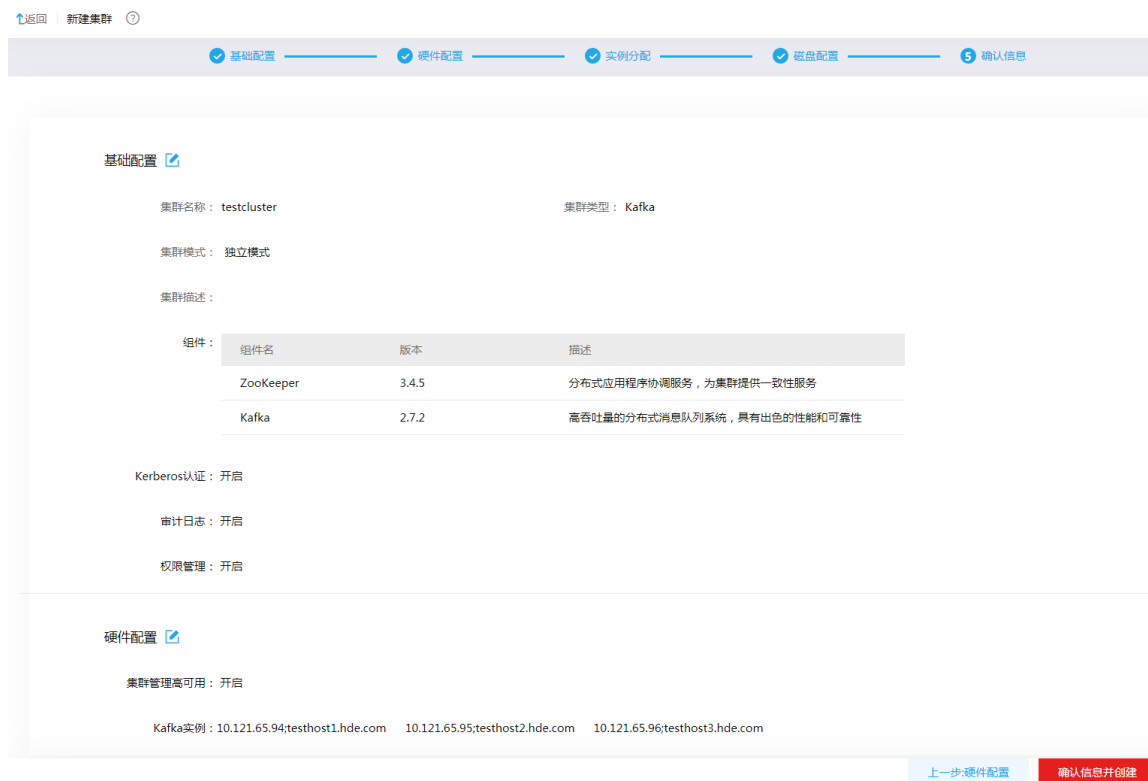 返回 新建集群 ?
基础配置 硬件配置 实例分配 磁盘配置 5 确认信息
基础配置
集群名称： testcluster 集群类型： Kafka
集群模式： 独立模式
集群描述：
组件： 组件名 版本 描述
ZooKeeper 3.4.5 分布式应用程序协调服务，为集群提供一致性服务
Kafka 2.7.2 高吞吐量的分布式消息队列系统，具有出色的性能和可靠性
Kerberos认证： 开启
审计日志： 开启
权限管理： 开启
硬件配置
集群管理高可用： 开启
Kafka实例：10.121.65.94;testhost1.hde.com 10.121.65.95;testhost2.hde.com 10.121.65.96;testhost3.hde.com
上一步:硬件配置 确认信息并创建